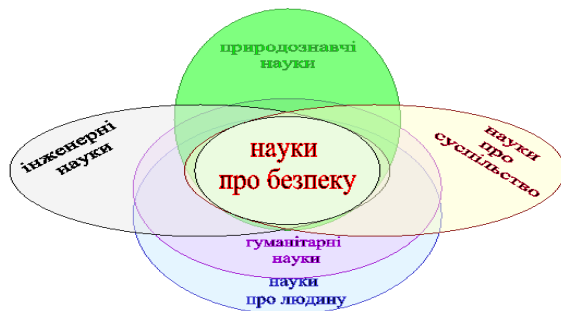 природознавчі
науки
інженерні
науки
науки
про
суспільство
науки
про безпеку
гуманітарні
науки
науки
про людину